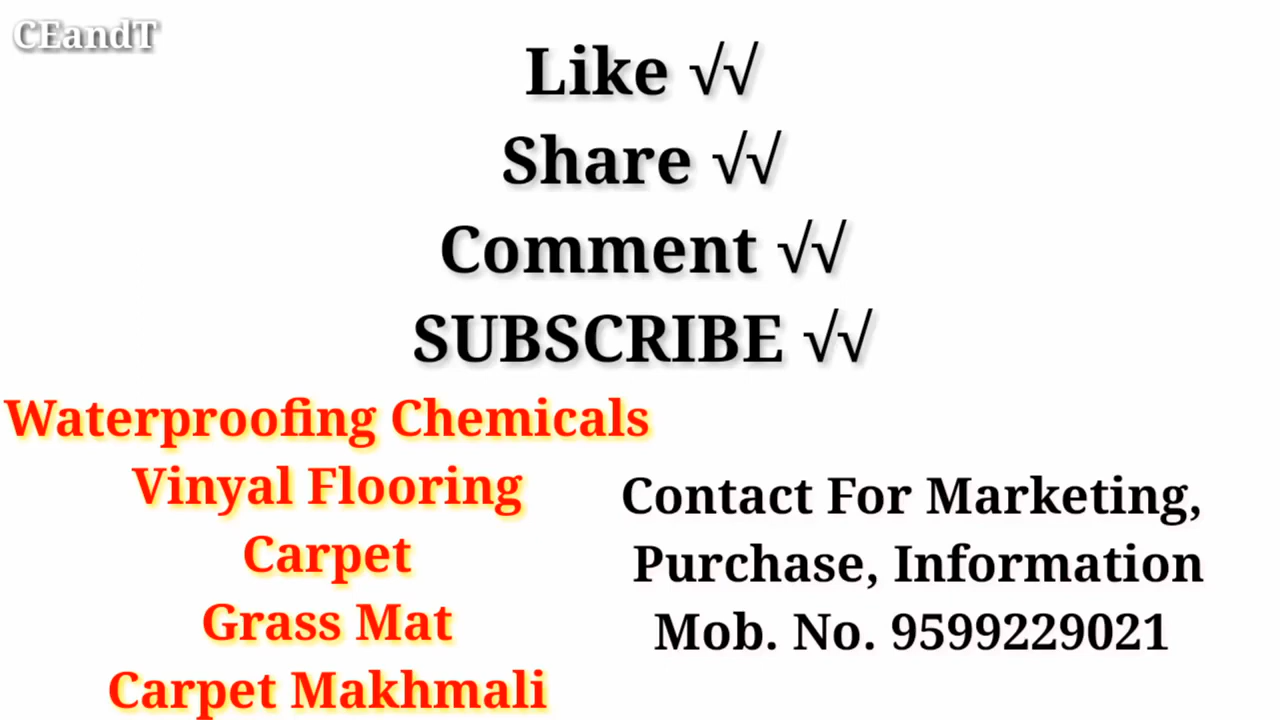 CEandT
Like √√
Share √√
Comment √√
SUBSCRIBE √√
Waterproofing Chemicals
Vinyal Flooring
Carpet
Grass Mat
Carpet Makhmali
Contact For Marketing,
Purchase, Information
Mob. No. 9599229021